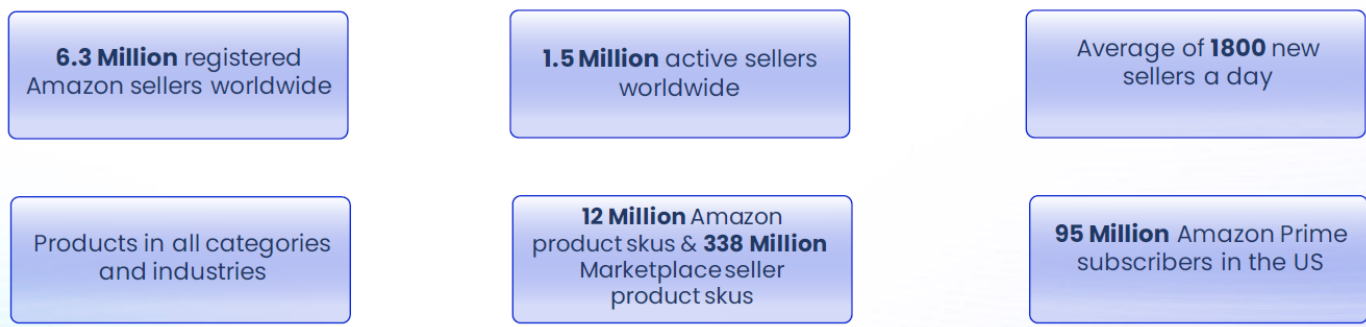 6.3 Million registered
Amazon sellers worldwide
1.5 Million active sellers
worldwide
Average of 1800 new
sellers a day
Products in all categories
and industries
12 Million Amazon
product skus & 338 Million
Marketplace seller
product skus
95 Million Amazon Prime
subscribers in the US